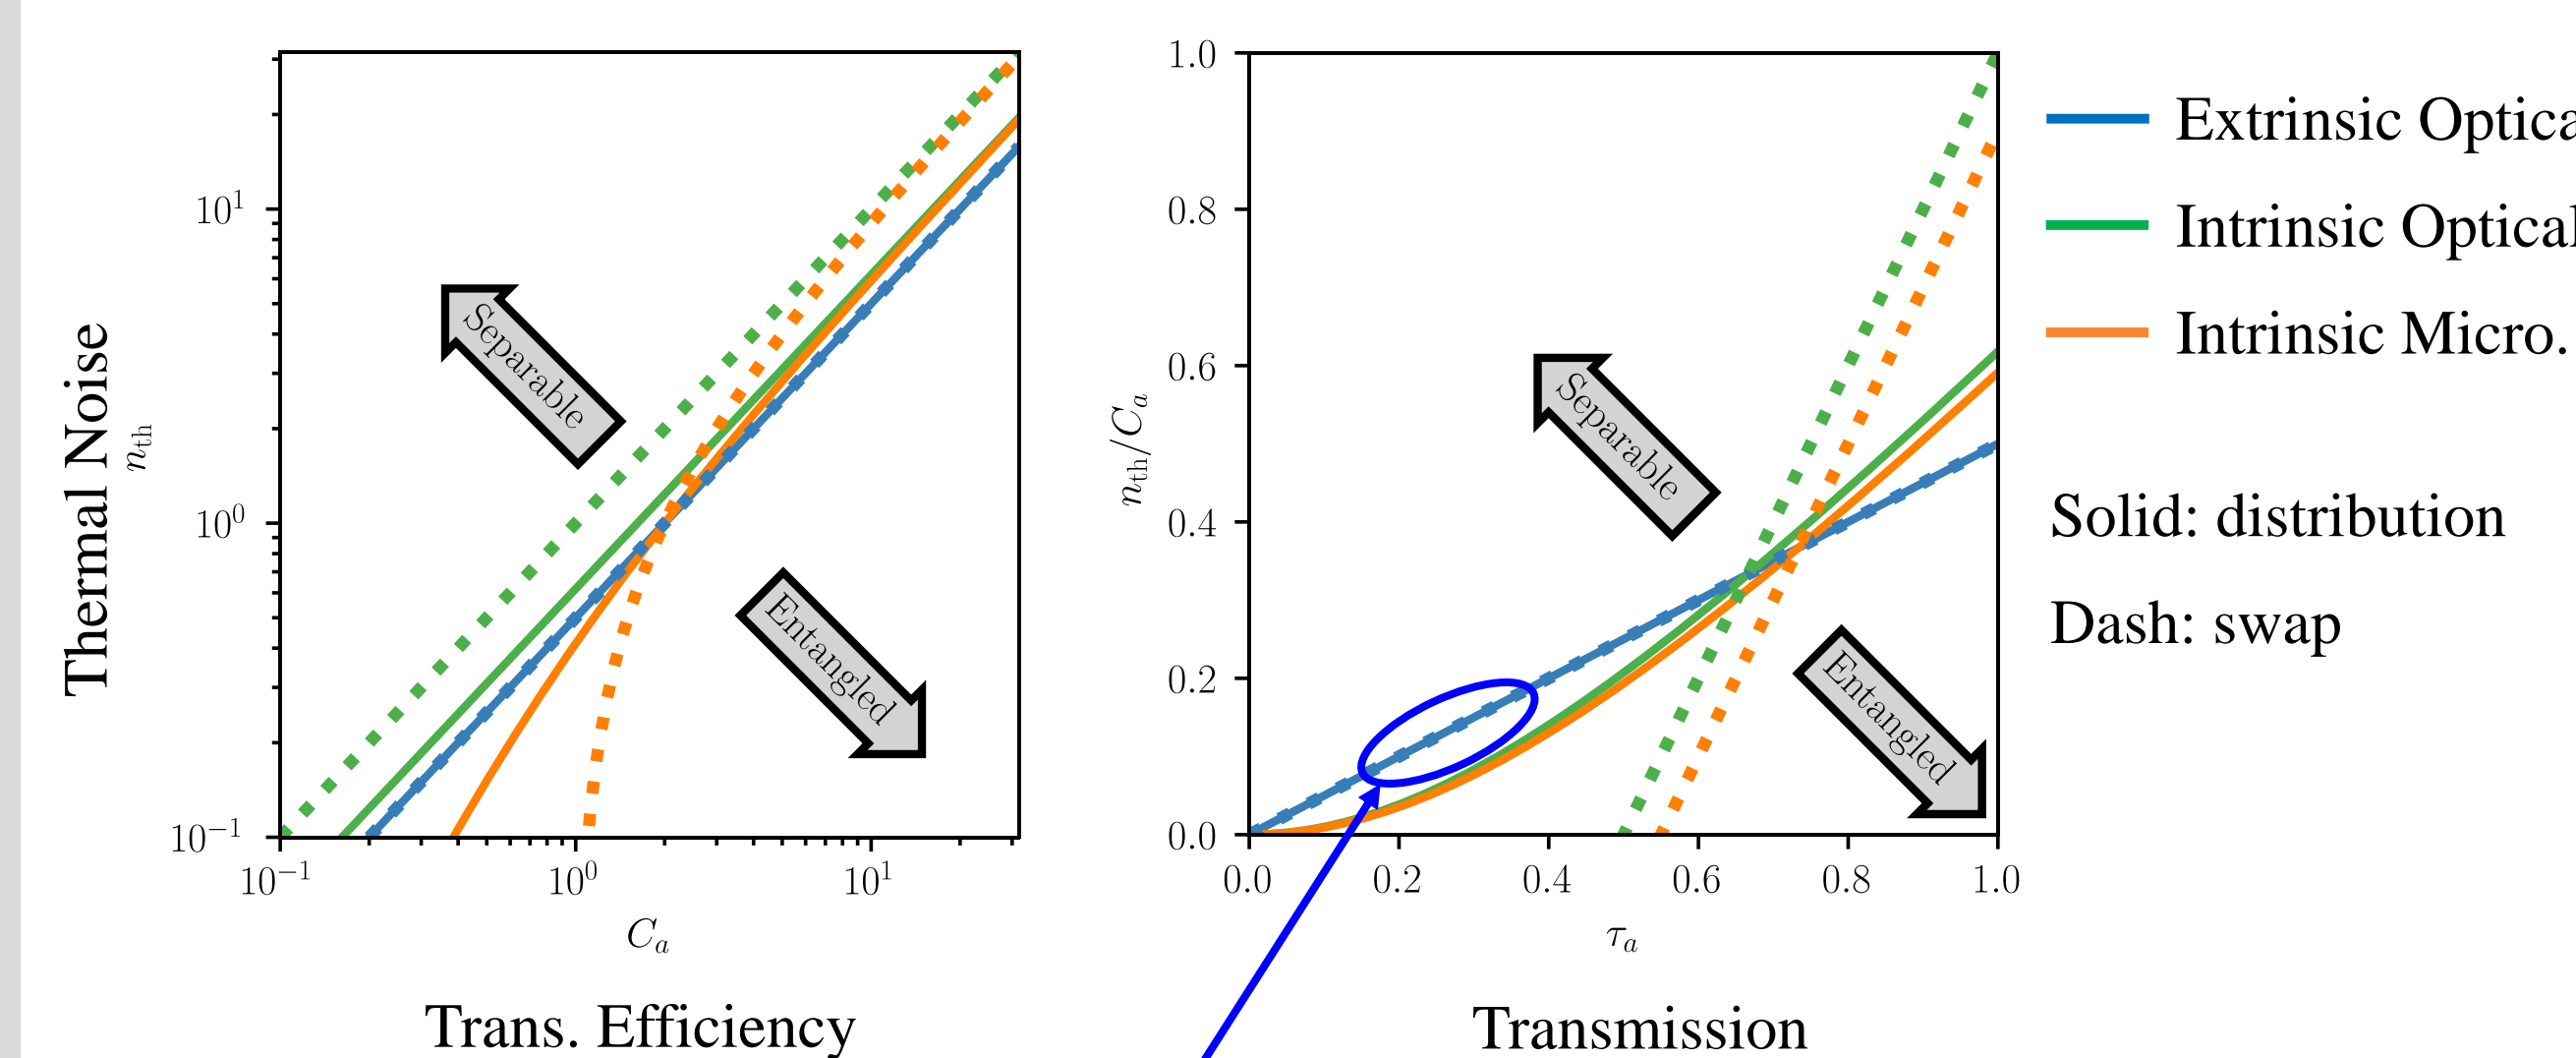 Thermal Noise
n_th
10^1
10^0
10^−1
10^−1 10^0 10^1
C_a
Trans. Efficiency
Separable
Entangled
n_th/C_a
1.0
0.8
0.6
0.4
0.2
0.0
0.0 0.2 0.4 0.6 0.8 1.0
τ_a
Transmission
Separable
Entangled
Extrinsic Optica
Intrinsic Optical
Intrinsic Micro.
Solid: distribution
Dash: swap